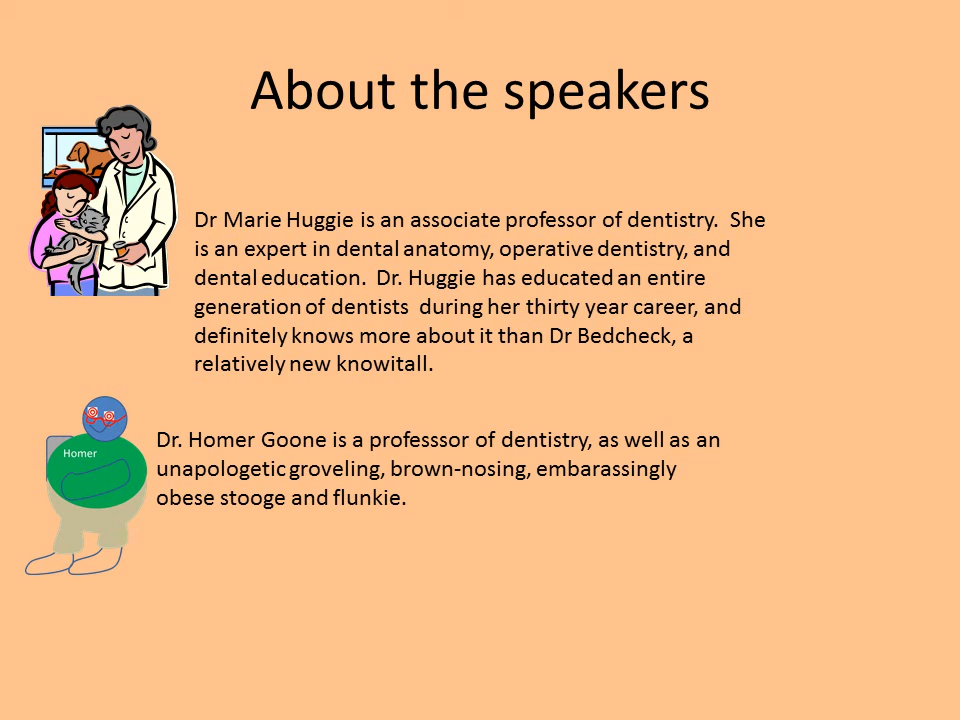 About the speakers
Dr Marie Huggie is an associate professor of dentistry.  She
is an expert in dental anatomy, operative dentistry, and
dental education.  Dr. Huggie has educated an entire
generation of dentists  during her thirty year career, and
definitely knows more about it than Dr Bedcheck, a
relatively new knowitall.
Homer
Dr. Homer Goone is a professsor of dentistry, as well as an
unapologetic groveling, brown-nosing, embarassingly
obese stooge and flunkie.